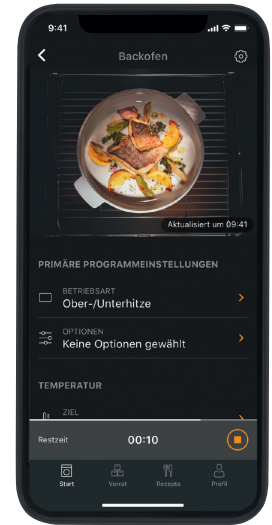 9:41
Backofen
Aktualisiert um 09:41
PRIMÄRE PROGRAMMEINSTELLUNGEN
BETRIEBSART
Ober-/Unterhitze
OPTIONEN
Keine Optionen gewählt
TEMPERATUR
ZIEL
Restzeit 00:10
Start Vorrat Rezepte Profil